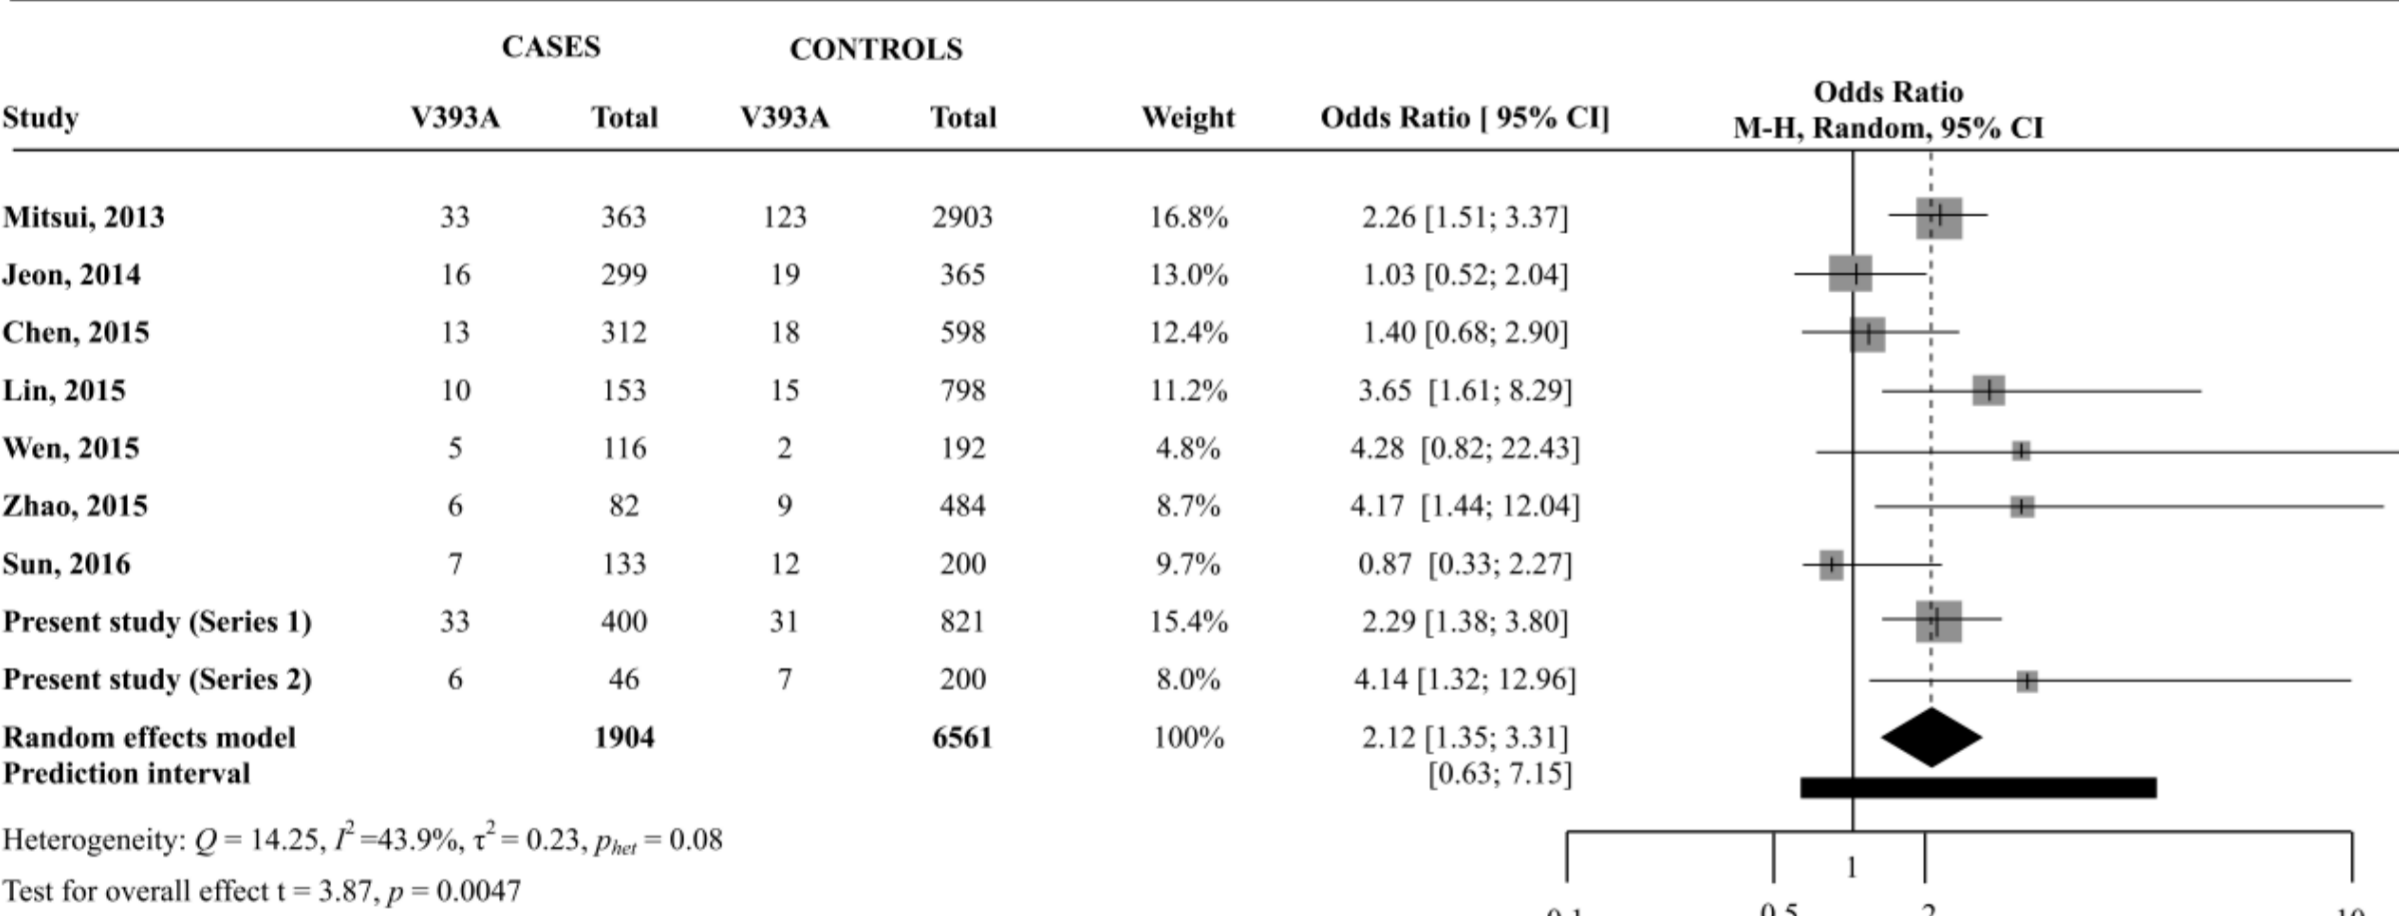 CASES CONTROLS
Study V393A Total V393A Total Weight Odds Ratio [ 95% CI] Odds Ratio
M-H, Random, 95% CI
Mitsui, 2013 33 363 123 2903 16.8% 2.26 [1.51; 3.37]
Jeon, 2014 16 299 19 365 13.0% 1.03 [0.52; 2.04]
Chen, 2015 13 312 18 598 12.4% 1.40 [0.68; 2.90]
Lin, 2015 10 153 15 798 11.2% 3.65 [1.61; 8.29]
Wen, 2015 5 116 2 192 4.8% 4.28 [0.82; 22.43]
Zhao, 2015 6 82 9 484 8.7% 4.17 [1.44; 12.04]
Sun, 2016 7 133 12 200 9.7% 0.87 [0.33; 2.27]
Present study (Series 1) 33 400 31 821 15.4% 2.29 [1.38; 3.80]
Present study (Series 2) 6 46 7 200 8.0% 4.14 [1.32; 12.96]
Random effects model 1904 6561 100% 2.12 [1.35; 3.31]
Prediction interval [0.63; 7.15]
Heterogeneity: Q = 14.25, I² =43.9%, τ² = 0.23, phet = 0.08
1
Test for overall effect t = 3.87, p = 0.0047
0.1 0.5 2 10